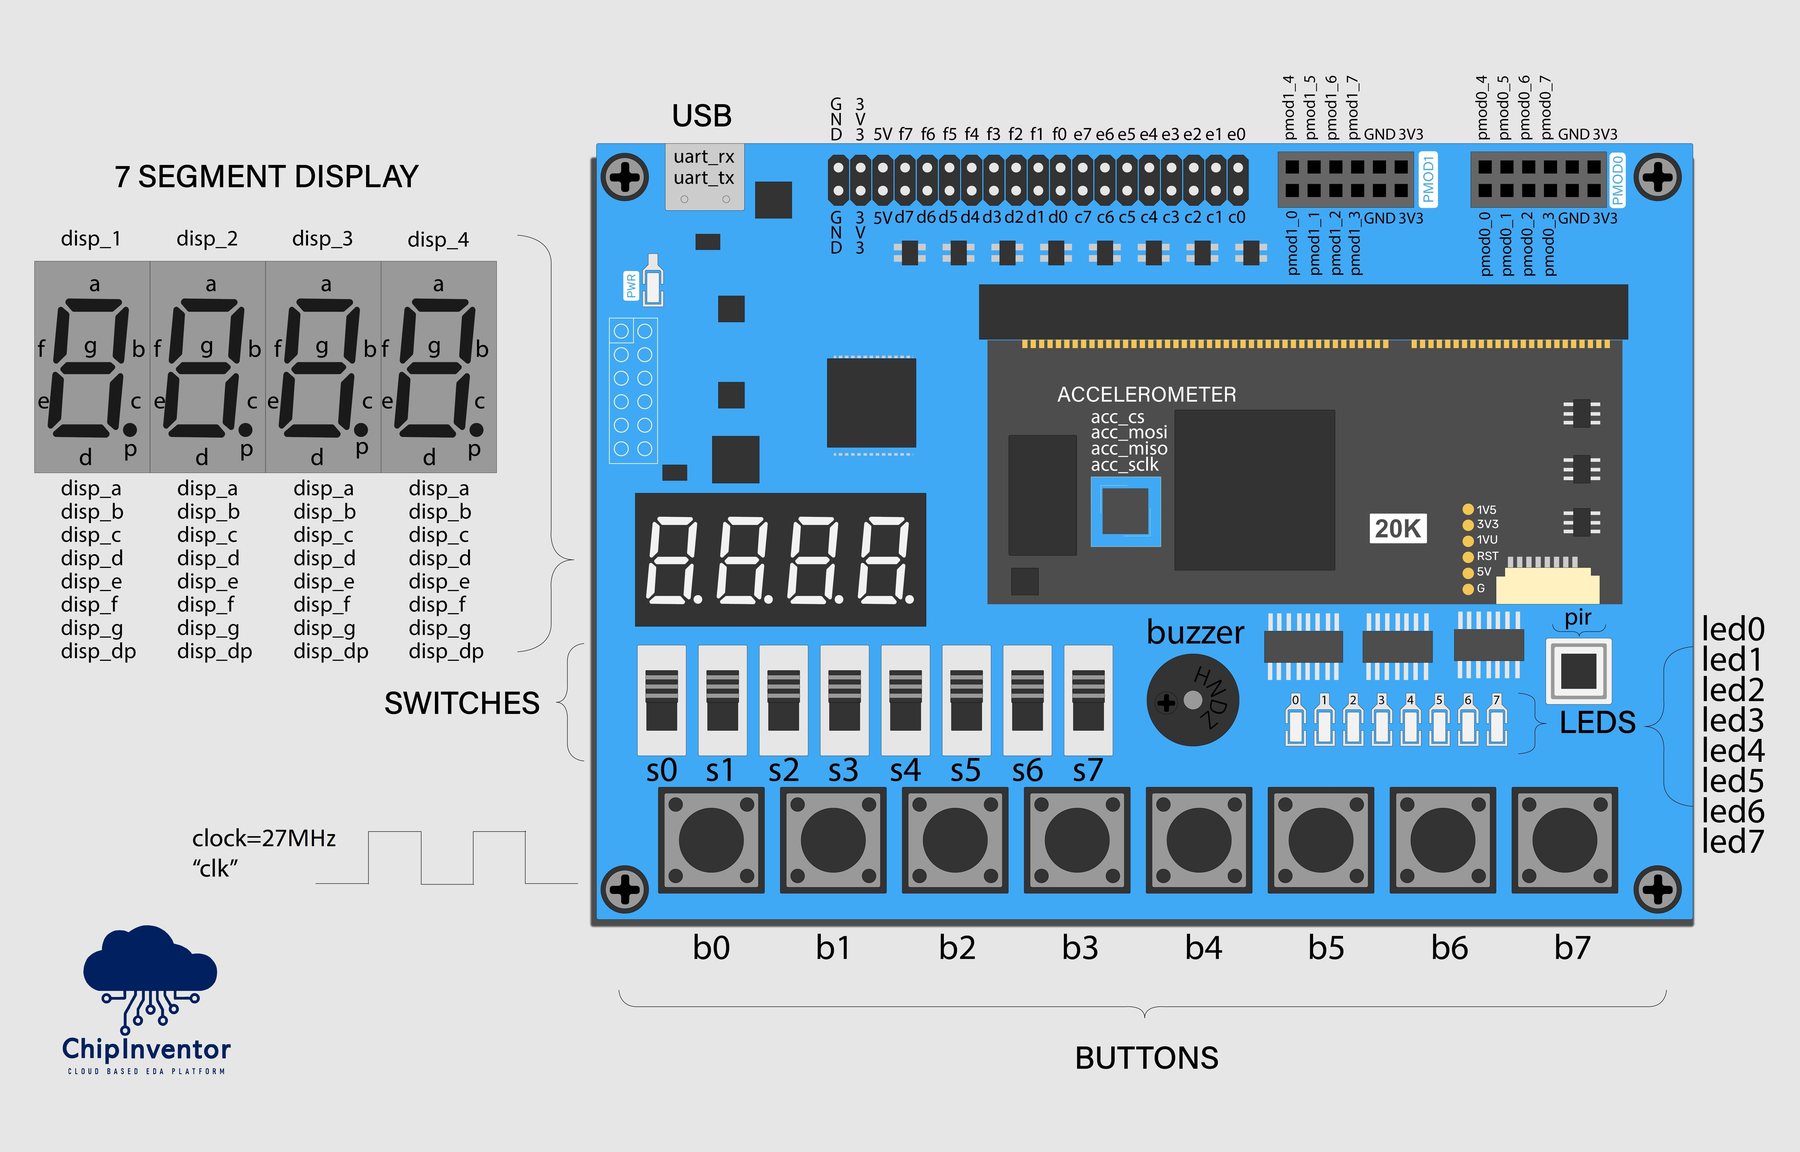 7 SEGMENT DISPLAY
disp_1 disp_2 disp_3 disp_4
a a a a
f g b f g b f g b f g b
e c e c e c e c
d p d p d p d p
disp_a disp_a disp_a disp_a
disp_b disp_b disp_b disp_b
disp_c disp_c disp_c disp_c
disp_d disp_d disp_d disp_d
disp_e disp_e disp_e disp_e
disp_f disp_f disp_f disp_f
disp_g disp_g disp_g disp_g
disp_dp disp_dp disp_dp disp_dp
SWITCHES
clock=27MHz
“clk”
ChipInventor
CLOUD BASED EDA PLATFORM
USB
uart_rx
uart_tx
PWR
GND 3V3 5V f7 f6 f5 f4 f3 f2 f1 f0 e7 e6 e5 e4 e3 e2 e1 e0
GND 3V3 5V d7 d6 d5 d4 d3 d2 d1 d0 c7 c6 c5 c4 c3 c2 c1 c0
pmod1_4 pmod1_5 pmod1_6 pmod1_7 GND 3V3
PMOD1
pmod1_0 pmod1_1 pmod1_2 pmod1_3 GND 3V3
pmod0_4 pmod0_5 pmod0_6 pmod0_7 GND 3V3
PMOD0
pmod0_0 pmod0_1 pmod0_2 pmod0_3 GND 3V3
ACCELEROMETER
acc_cs
acc_mosi
acc_miso
acc_sclk
20K
1V5
3V3
1VU
RST
5V
G
buzzer
HNDZ
pir
0 1 2 3 4 5 6 7
LEDS
led0
led1
led2
led3
led4
led5
led6
led7
s0 s1 s2 s3 s4 s5 s6 s7
b0 b1 b2 b3 b4 b5 b6 b7
BUTTONS